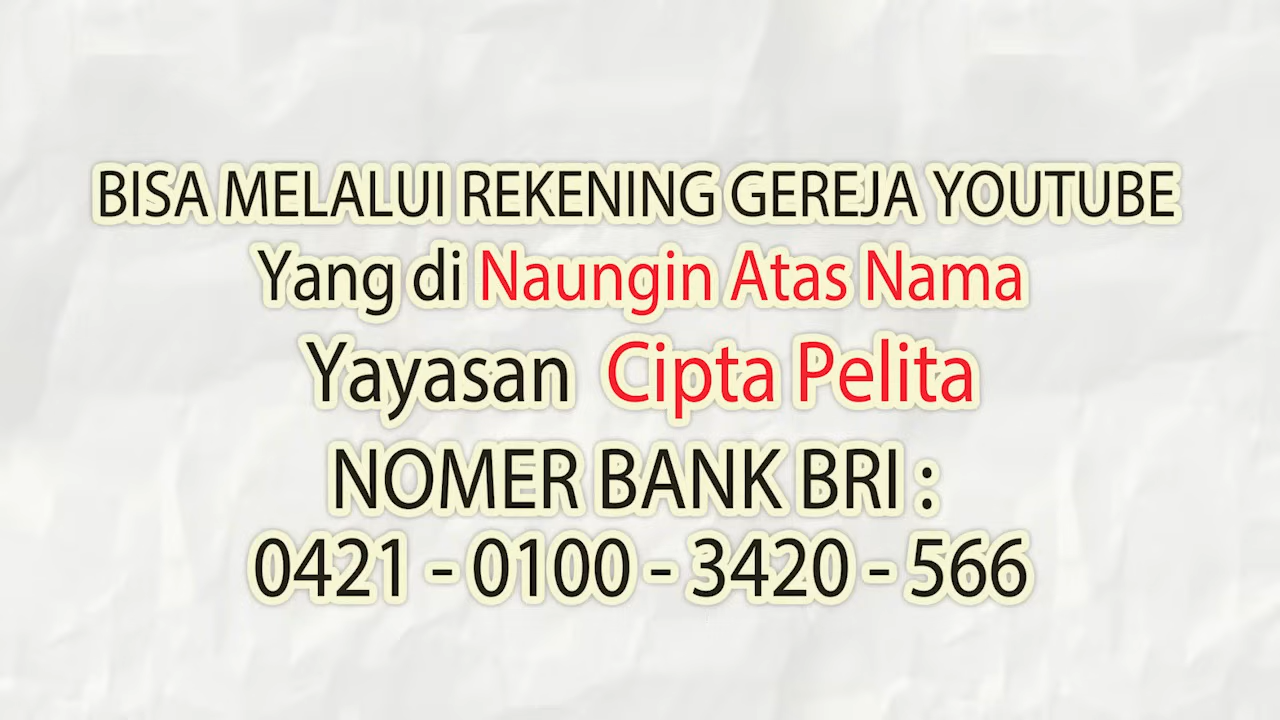 BISA MELALUI REKENING GEREJA YOUTUBE
Yang di Naungin Atas Nama
Yayasan Cipta Pelita
NOMER BANK BRI :
0421 - 0100 - 3420 - 566